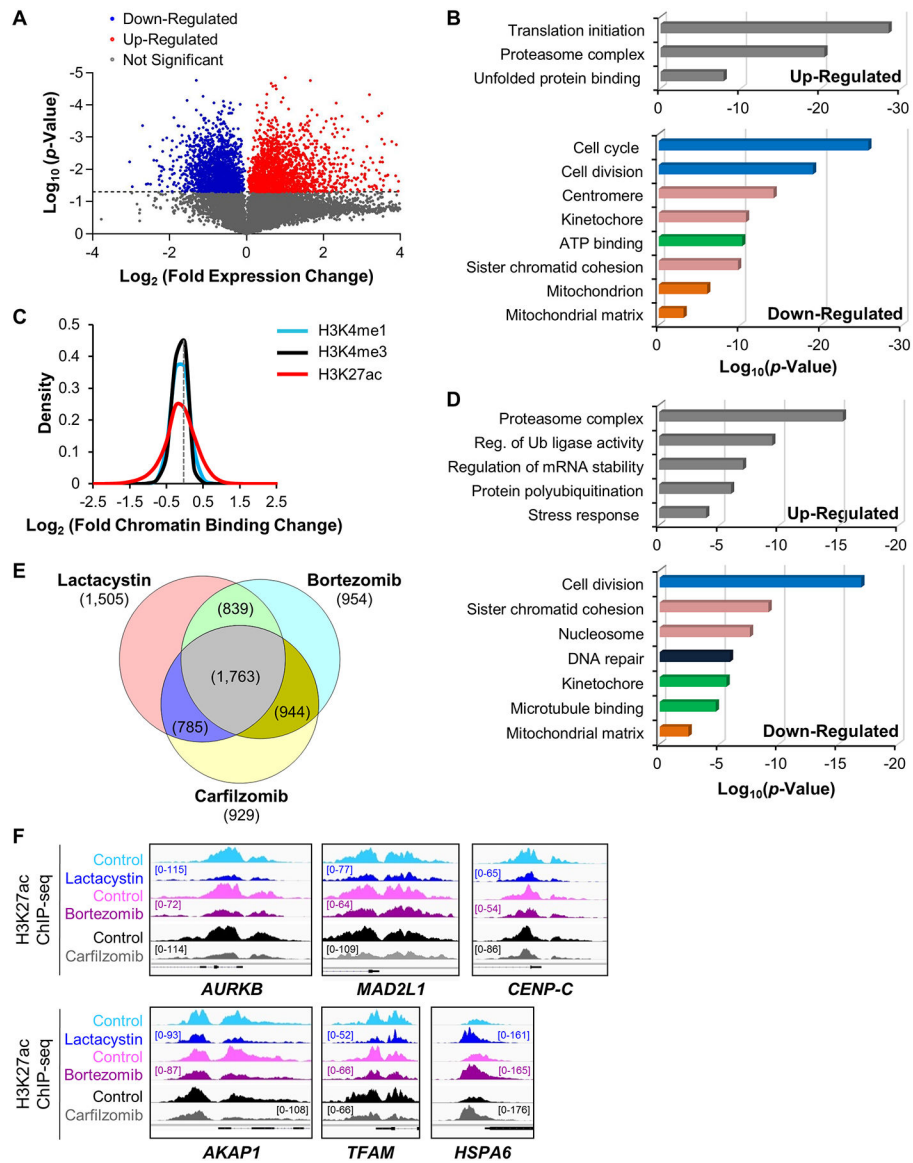 A
Down-Regulated
Up-Regulated
Not Significant
-5
-4
-3
-2
-1
0
Log10 (p-Value)
-4 -2 0 2 4
Log2 (Fold Expression Change)
B
Translation initiation
Proteasome complex
Unfolded protein binding
Up-Regulated
0 -10 -20 -30
Cell cycle
Cell division
Centromere
Kinetochore
ATP binding
Sister chromatid cohesion
Mitochondrion
Mitochondrial matrix
Down-Regulated
0 -10 -20 -30
Log10(p-Value)
C
H3K4me1
H3K4me3
H3K27ac
0.5
0.4
0.3
0.2
0.1
0
Density
-2.5 -1.5 -0.5 0.5 1.5 2.5
Log2 (Fold Chromatin Binding Change)
D
Proteasome complex
Reg. of Ub ligase activity
Regulation of mRNA stability
Protein polyubiquitination
Stress response
Up-Regulated
0 -5 -10 -15 -20
Cell division
Sister chromatid cohesion
Nucleosome
DNA repair
Kinetochore
Microtubule binding
Mitochondrial matrix
Down-Regulated
0 -5 -10 -15 -20
Log10(p-Value)
E
Lactacystin
(1,505)
Bortezomib
(954)
(839)
(1,763)
(785)
(944)
Carfilzomib
(929)
F
H3K27ac
ChIP-seq
Control
Lactacystin
Control
Bortezomib
Control
Carfilzomib
[0-115]
[0-72]
[0-114]
AURKB
[0-77]
[0-64]
[0-109]
MAD2L1
[0-65]
[0-54]
[0-86]
CENP-C
H3K27ac
ChIP-seq
Control
Lactacystin
Control
Bortezomib
Control
Carfilzomib
[0-93]
[0-87]
[0-108]
AKAP1
[0-52]
[0-66]
[0-66]
TFAM
[0-161]
[0-165]
[0-176]
HSPA6